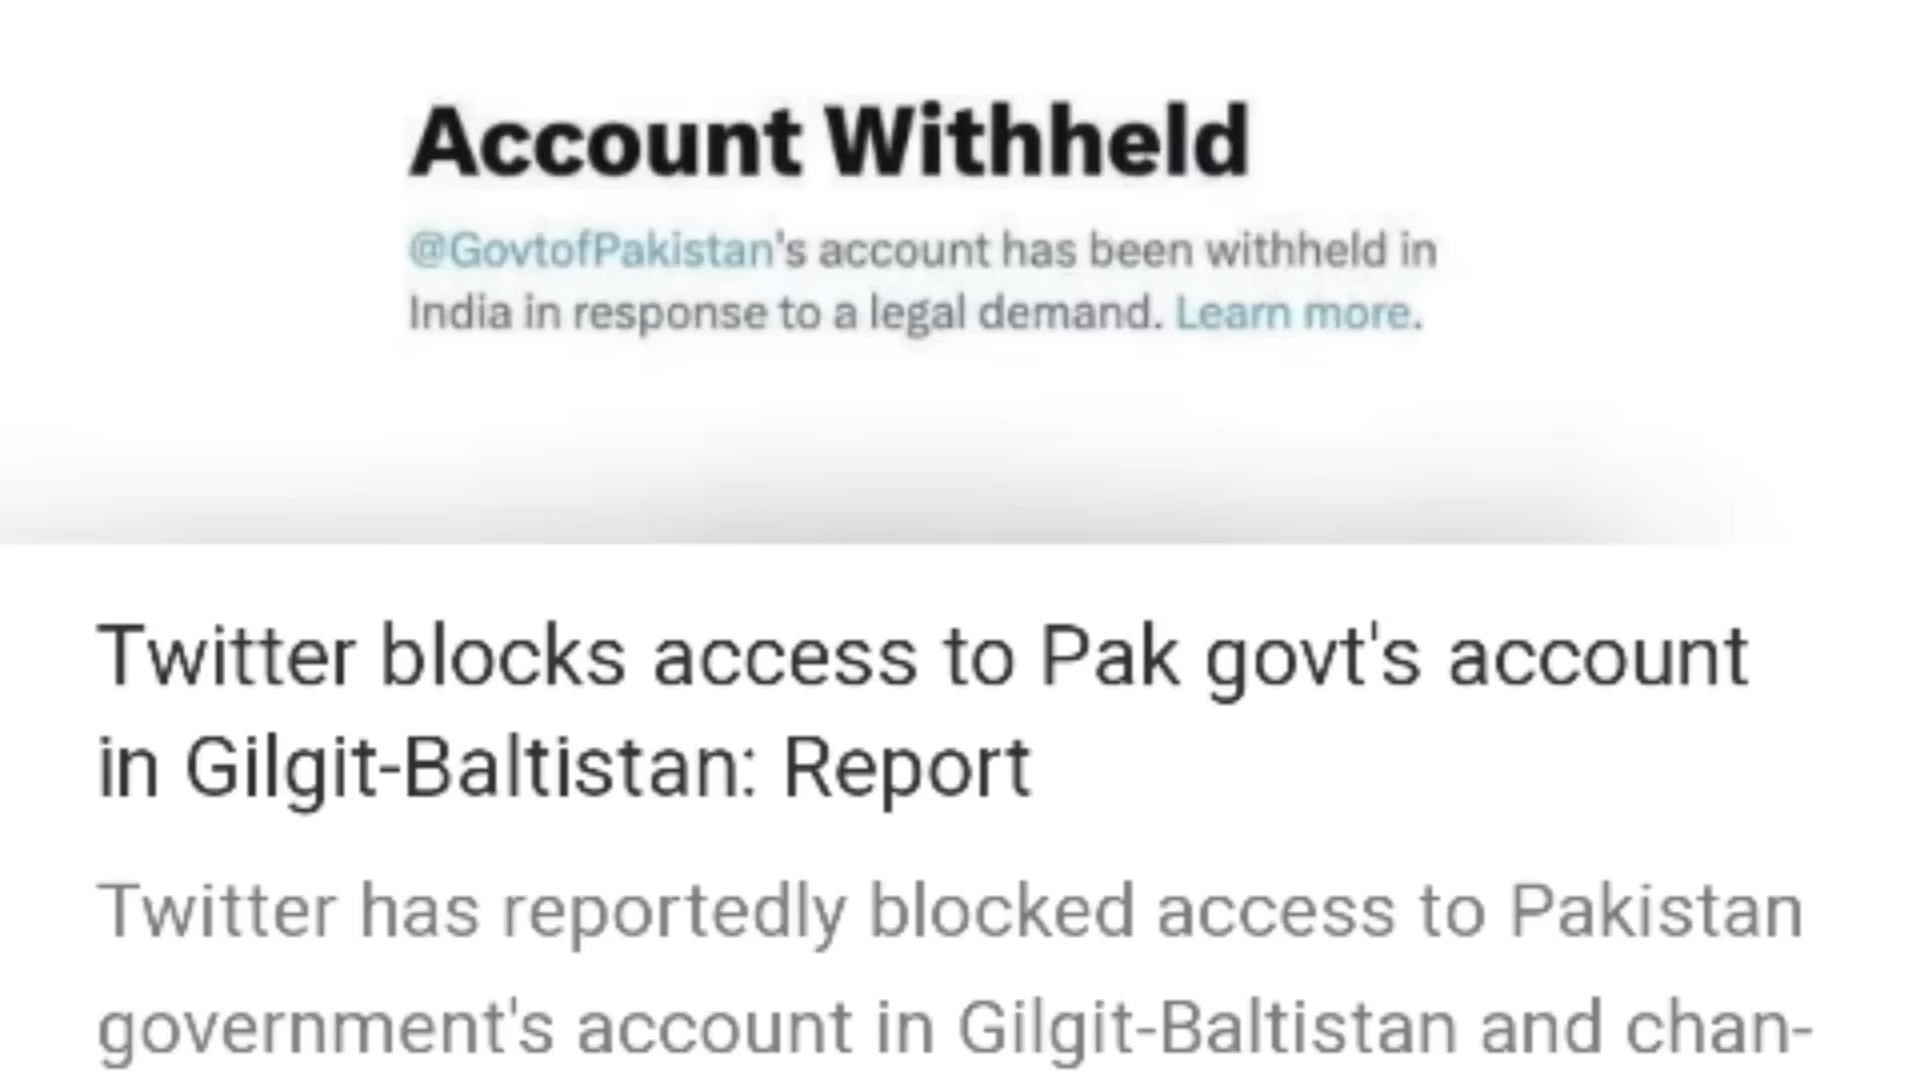 Account Withheld
@GovtofPakistan's account has been withheld in
India in response to a legal demand. Learn more.
Twitter blocks access to Pak govt's account
in Gilgit-Baltistan: Report
Twitter has reportedly blocked access to Pakistan
government's account in Gilgit-Baltistan and chan-